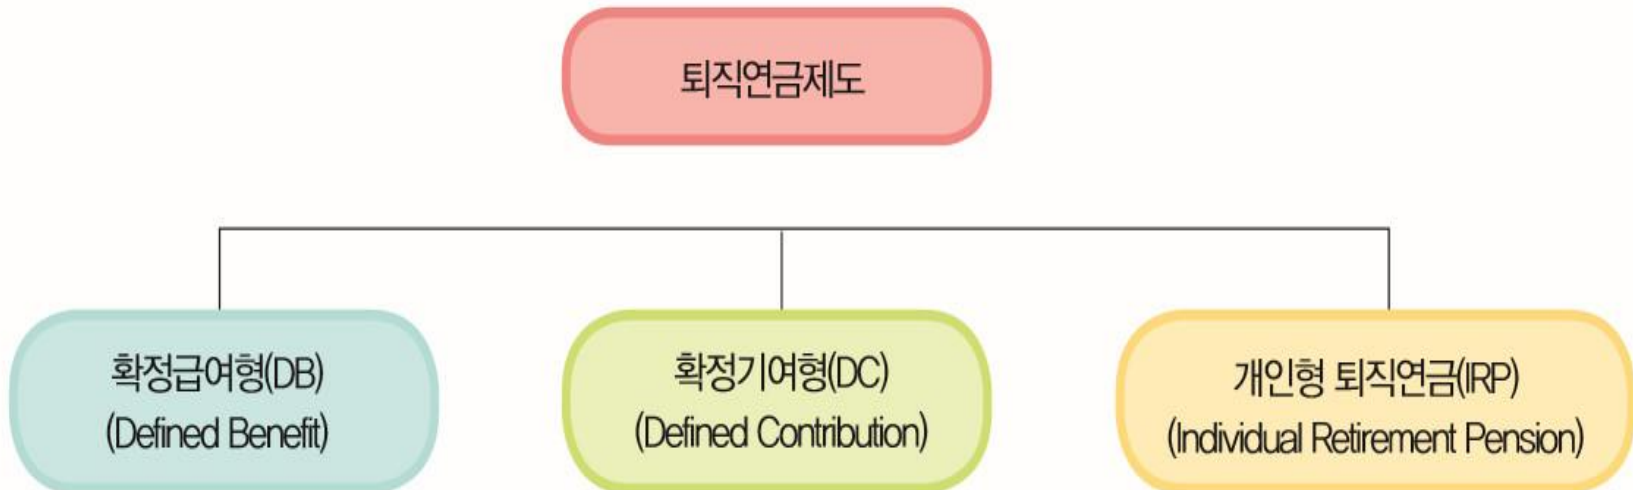 퇴직연금제도
확정급여형(DB)
(Defined Benefit)
확정기여형(DC)
(Defined Contribution)
개인형 퇴직연금(IRP)
(Individual Retirement Pension)